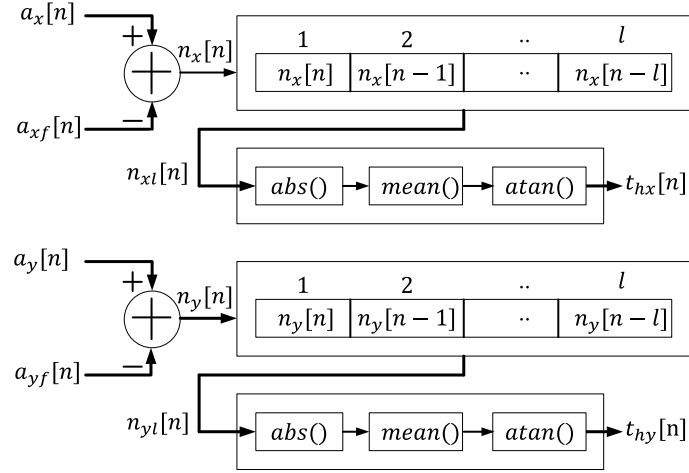 a_x[n]
+
n_x[n]
1 2 .. l
n_x[n] n_x[n − 1] .. n_x[n − l]
−
a_xf[n]
n_xl[n]
abs() mean() atan()
t_hx[n]
a_y[n]
+
n_y[n]
1 2 .. l
n_y[n] n_y[n − 1] .. n_y[n − l]
−
a_yf[n]
n_yl[n]
abs() mean() atan()
t_hy[n]